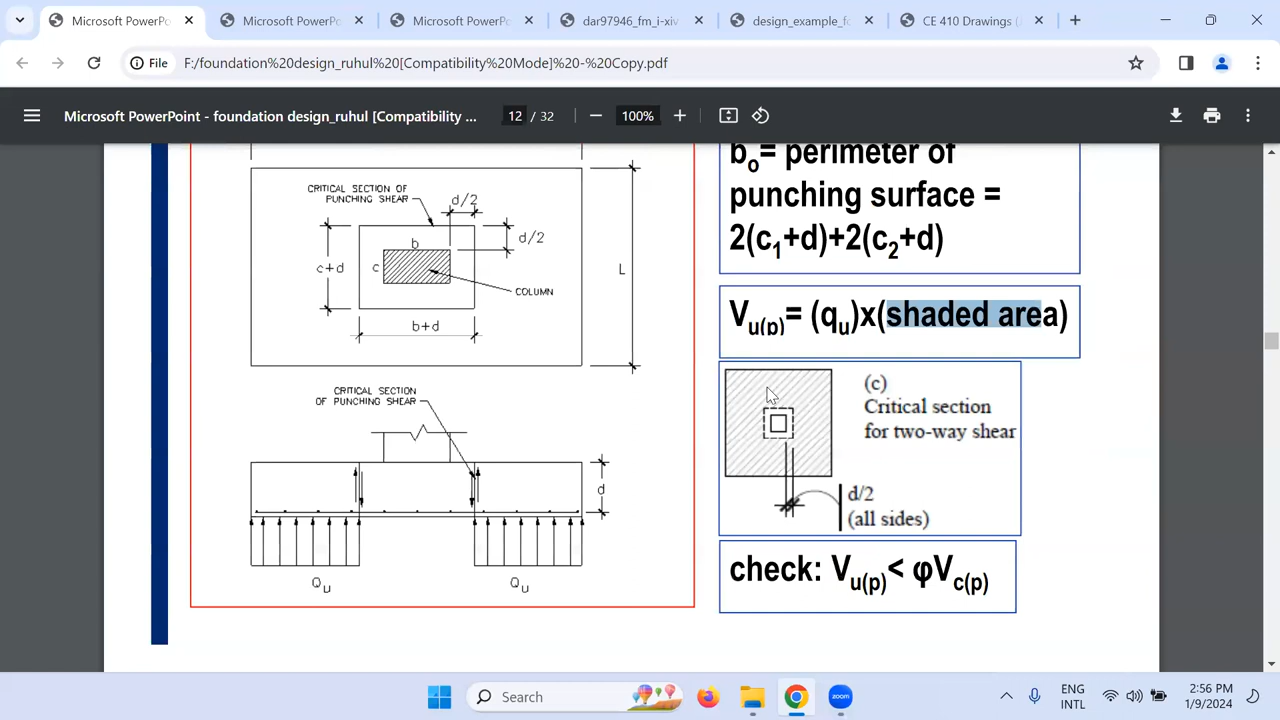 Microsoft PowerPo
Microsoft PowerPo
Microsoft PowerPo
dar97946_fm_i-xiv
design_example_fo
CE 410 Drawings (
File
F:/foundation%20design_ruhul%20[Compatibility%20Mode]%20-%20Copy.pdf
Microsoft PowerPoint - foundation design_ruhul [Compatibility ...
12 / 32
100%
CRITICAL SECTION OF
PUNCHING SHEAR
d/2
d/2
b
c
c+d
L
COLUMN
b+d
CRITICAL SECTION
OF PUNCHING SHEAR
d
Qu
Qu
bo= perimeter of
punching surface =
2(c1+d)+2(c2+d)
Vu(p)= (qu)x(shaded area)
(c)
Critical section
for two-way shear
d/2
(all sides)
check: Vu(p)< φVc(p)
Search
zoom
ENG
INTL
2:56 PM
1/9/2024